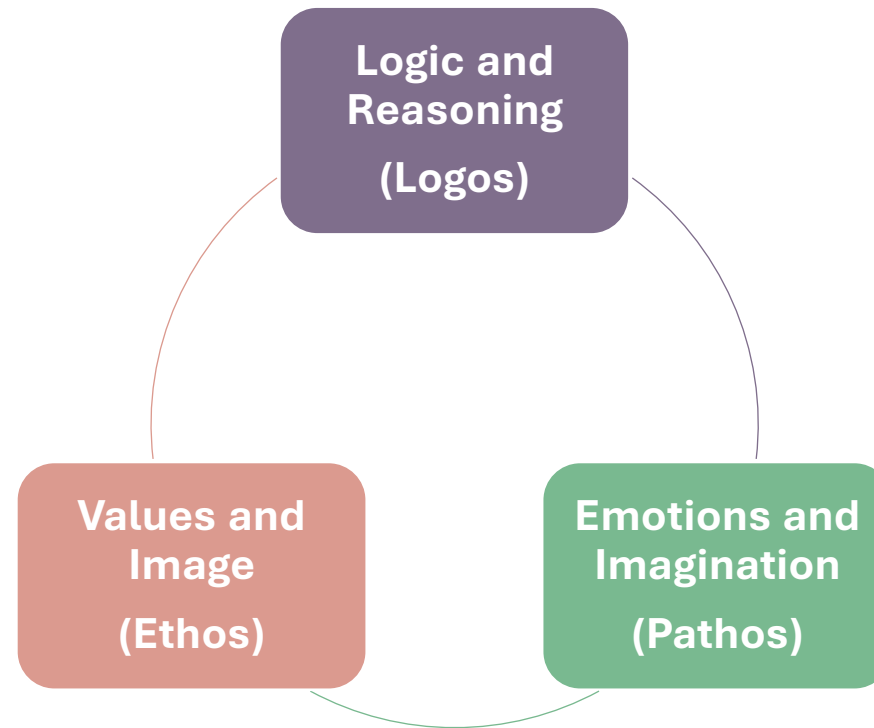 Logic and
Reasoning
(Logos)
Values and
Image
(Ethos)
Emotions and
Imagination
(Pathos)